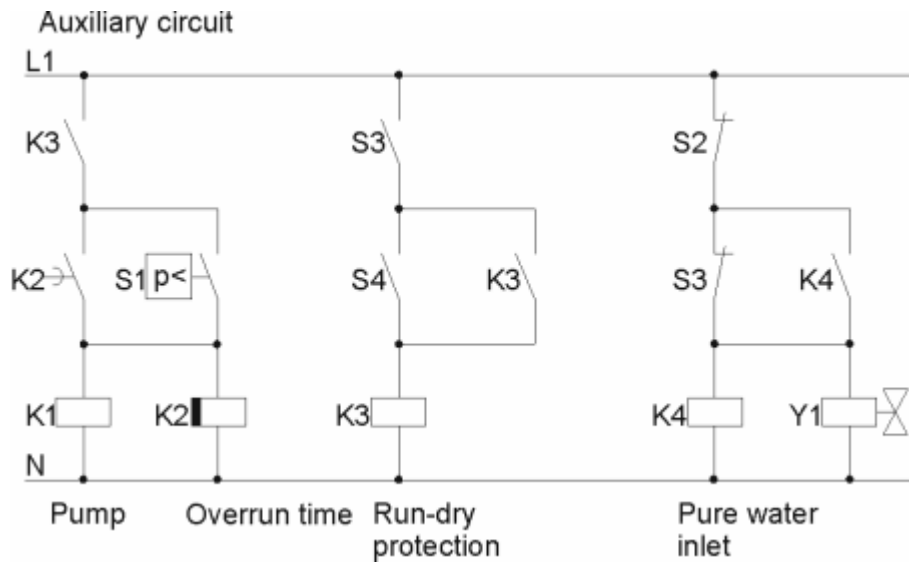 Auxiliary circuit
L1
K3 S3 S2
K2 S1 p< S4 K3 S3 K4
K1 K2 K3 K4 Y1
N
Pump Overrun time Run-dry protection Pure water inlet